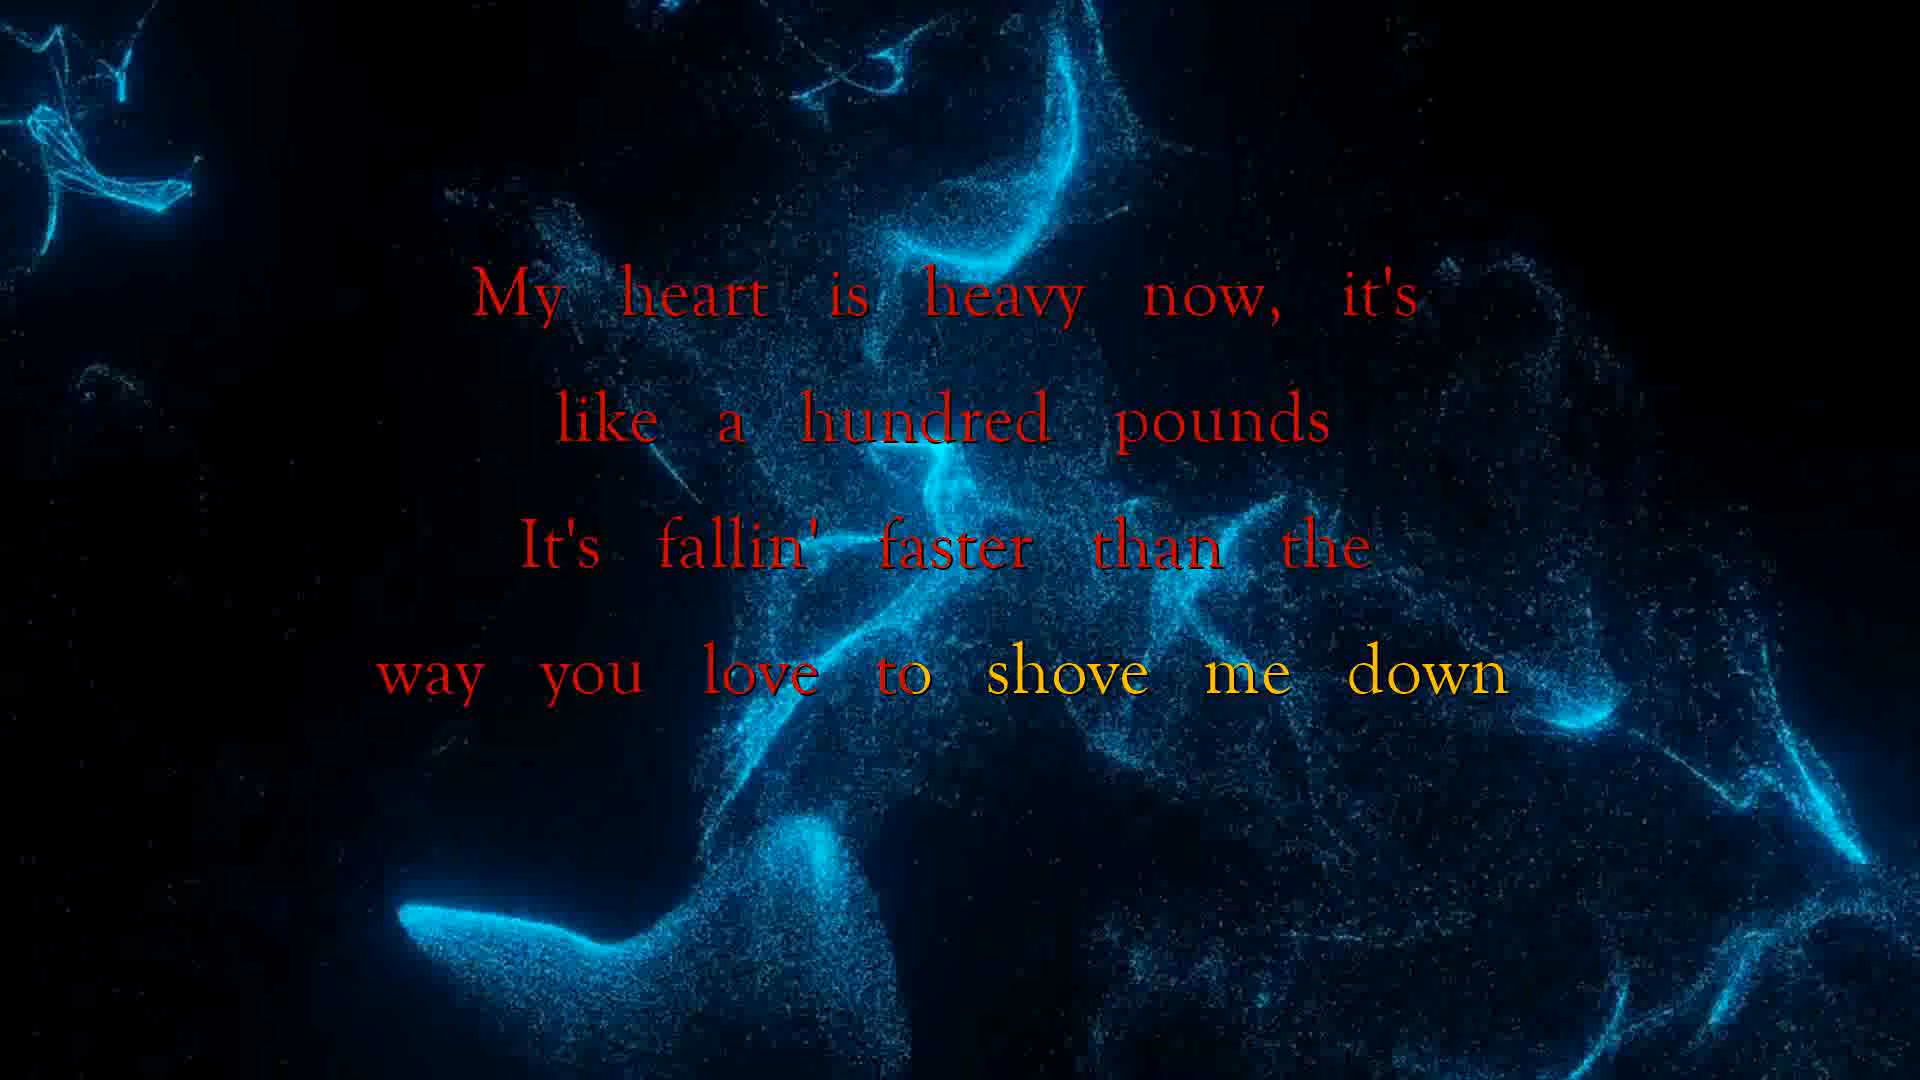 My heart is heavy now, it's
like a hundred pounds
It's fallin' faster than the
way you love to shove me down